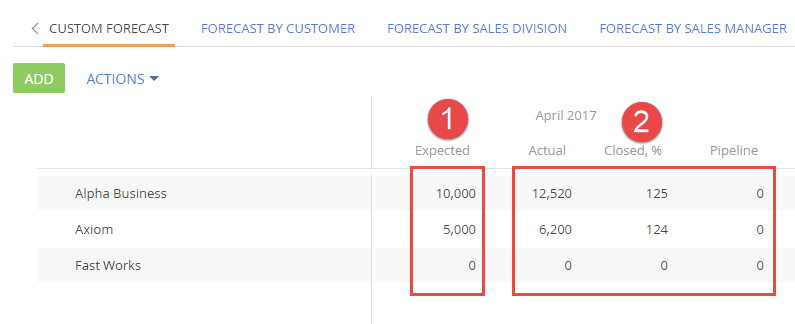 CUSTOM FORECAST FORECAST BY CUSTOMER FORECAST BY SALES DIVISION FORECAST BY SALES MANAGER
ADD ACTIONS
1 April 2017 2
Expected Actual Closed, % Pipeline
Alpha Business 10,000 12,520 125 0
Axiom 5,000 6,200 124 0
Fast Works 0 0 0 0